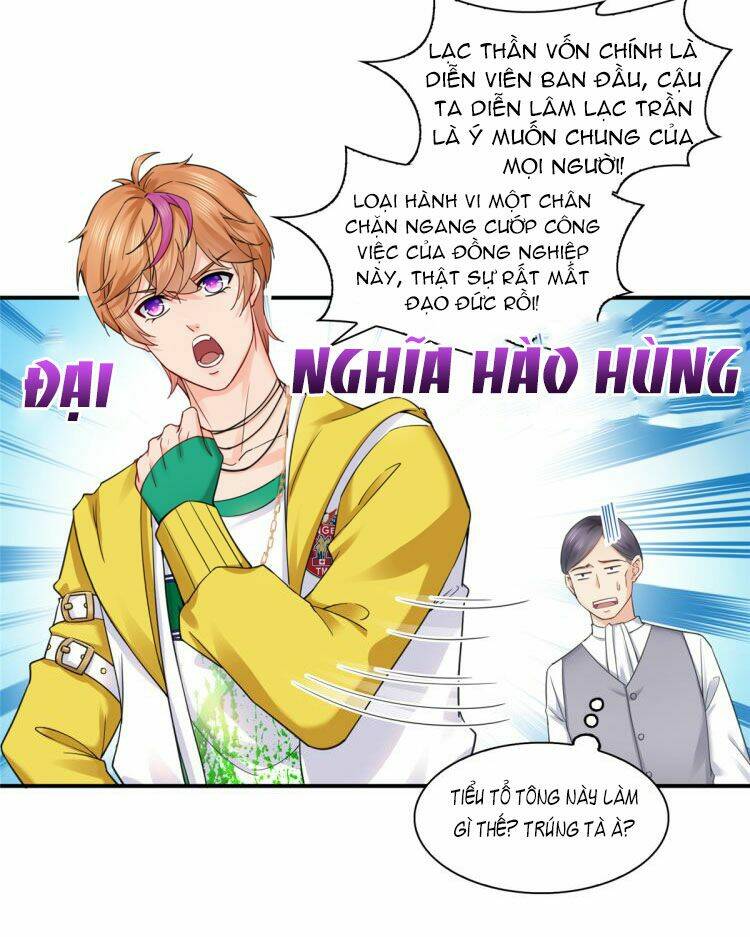 LẠC THẦN VỐN CHÍNH LÀ
DIỄN VIÊN BAN ĐẦU, CẬU
TA DIỄN LÂM LẠC TRẦN
LÀ Ý MUỐN CHUNG CỦA
MỌI NGƯỜI!
LOẠI HÀNH VI MỘT CHÂN
CHẶN NGANG CƯỚP CÔNG
VIỆC CỦA ĐỒNG NGHIỆP
NÀY, THẬT SỰ RẤT MẤT
ĐẠO ĐỨC RỒI!
ĐẠI NGHĨA HÀO HÙNG
TIỂU TỔ TÔNG NÀY LÀM
GÌ THẾ? TRÚNG TÀ À?